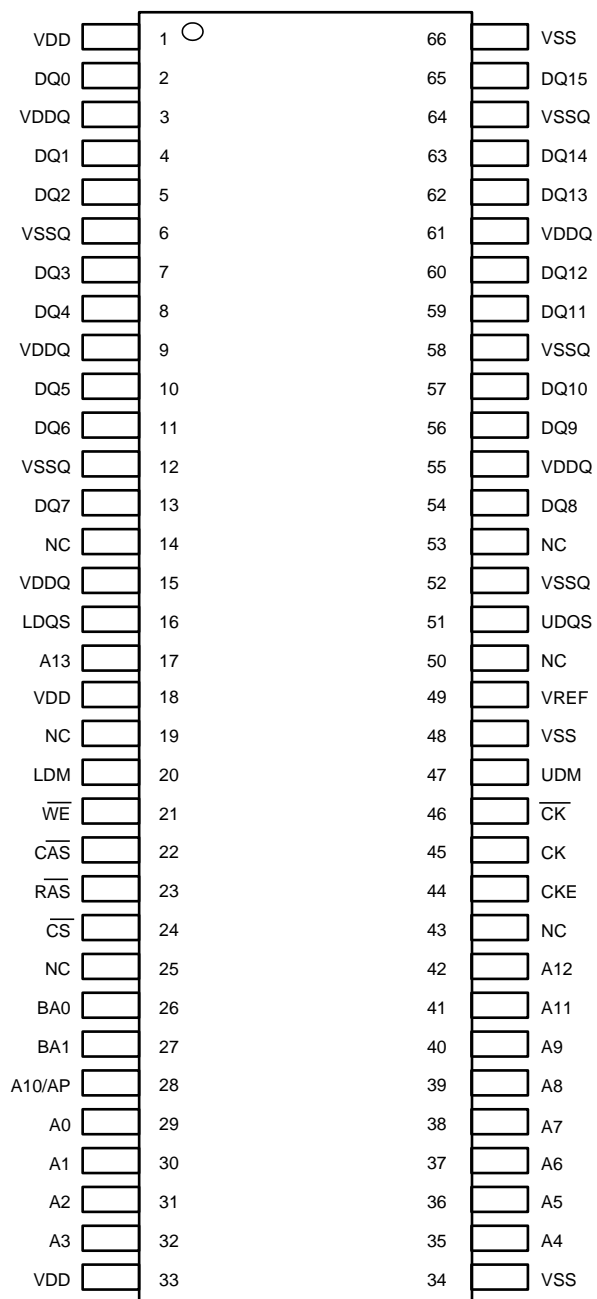 VDD 1 66 VSS
DQ0 2 65 DQ15
VDDQ 3 64 VSSQ
DQ1 4 63 DQ14
DQ2 5 62 DQ13
VSSQ 6 61 VDDQ
DQ3 7 60 DQ12
DQ4 8 59 DQ11
VDDQ 9 58 VSSQ
DQ5 10 57 DQ10
DQ6 11 56 DQ9
VSSQ 12 55 VDDQ
DQ7 13 54 DQ8
NC 14 53 NC
VDDQ 15 52 VSSQ
LDQS 16 51 UDQS
A13 17 50 NC
VDD 18 49 VREF
NC 19 48 VSS
LDM 20 47 UDM
W̅E̅ 21 46 C̅K̅
CA̅S̅ 22 45 CK
RA̅S̅ 23 44 CKE
C̅S̅ 24 43 NC
NC 25 42 A12
BA0 26 41 A11
BA1 27 40 A9
A10/AP 28 39 A8
A0 29 38 A7
A1 30 37 A6
A2 31 36 A5
A3 32 35 A4
VDD 33 34 VSS